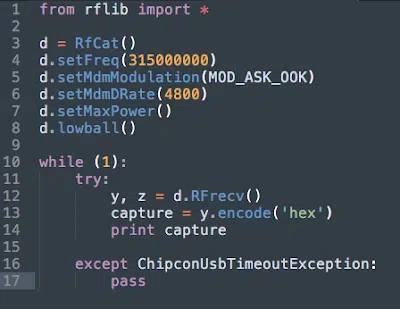 1 from rflib import *
2
3 d = RfCat()
4 d.setFreq(315000000)
5 d.setMdmModulation(MOD_ASK_OOK)
6 d.setMdmDRate(4800)
7 d.setMaxPower()
8 d.lowball()
9
10 while (1):
11     try:
12         y, z = d.RFrecv()
13         capture = y.encode('hex')
14         print capture
15
16     except ChipconUsbTimeoutException:
17         pass